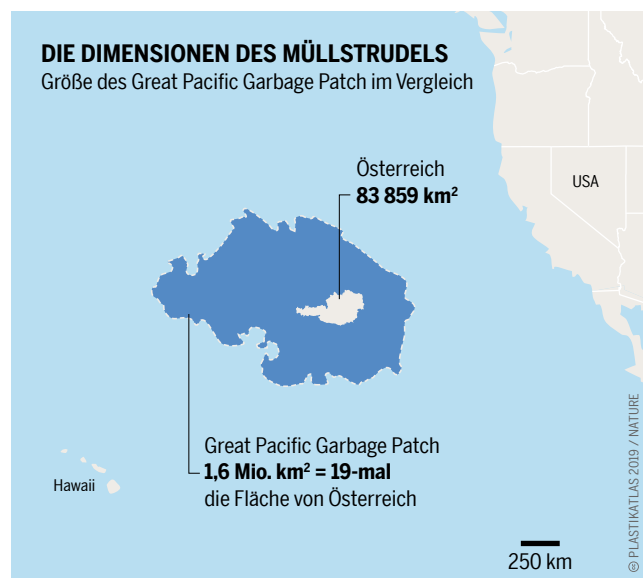 DIE DIMENSIONEN DES MÜLLSTRUDELS
Größe des Great Pacific Garbage Patch im Vergleich
Österreich
83 859 km²
USA
Great Pacific Garbage Patch
1,6 Mio. km² = 19-mal
die Fläche von Österreich
Hawaii
250 km
PLASTIKATLAS 2019 / NATURE